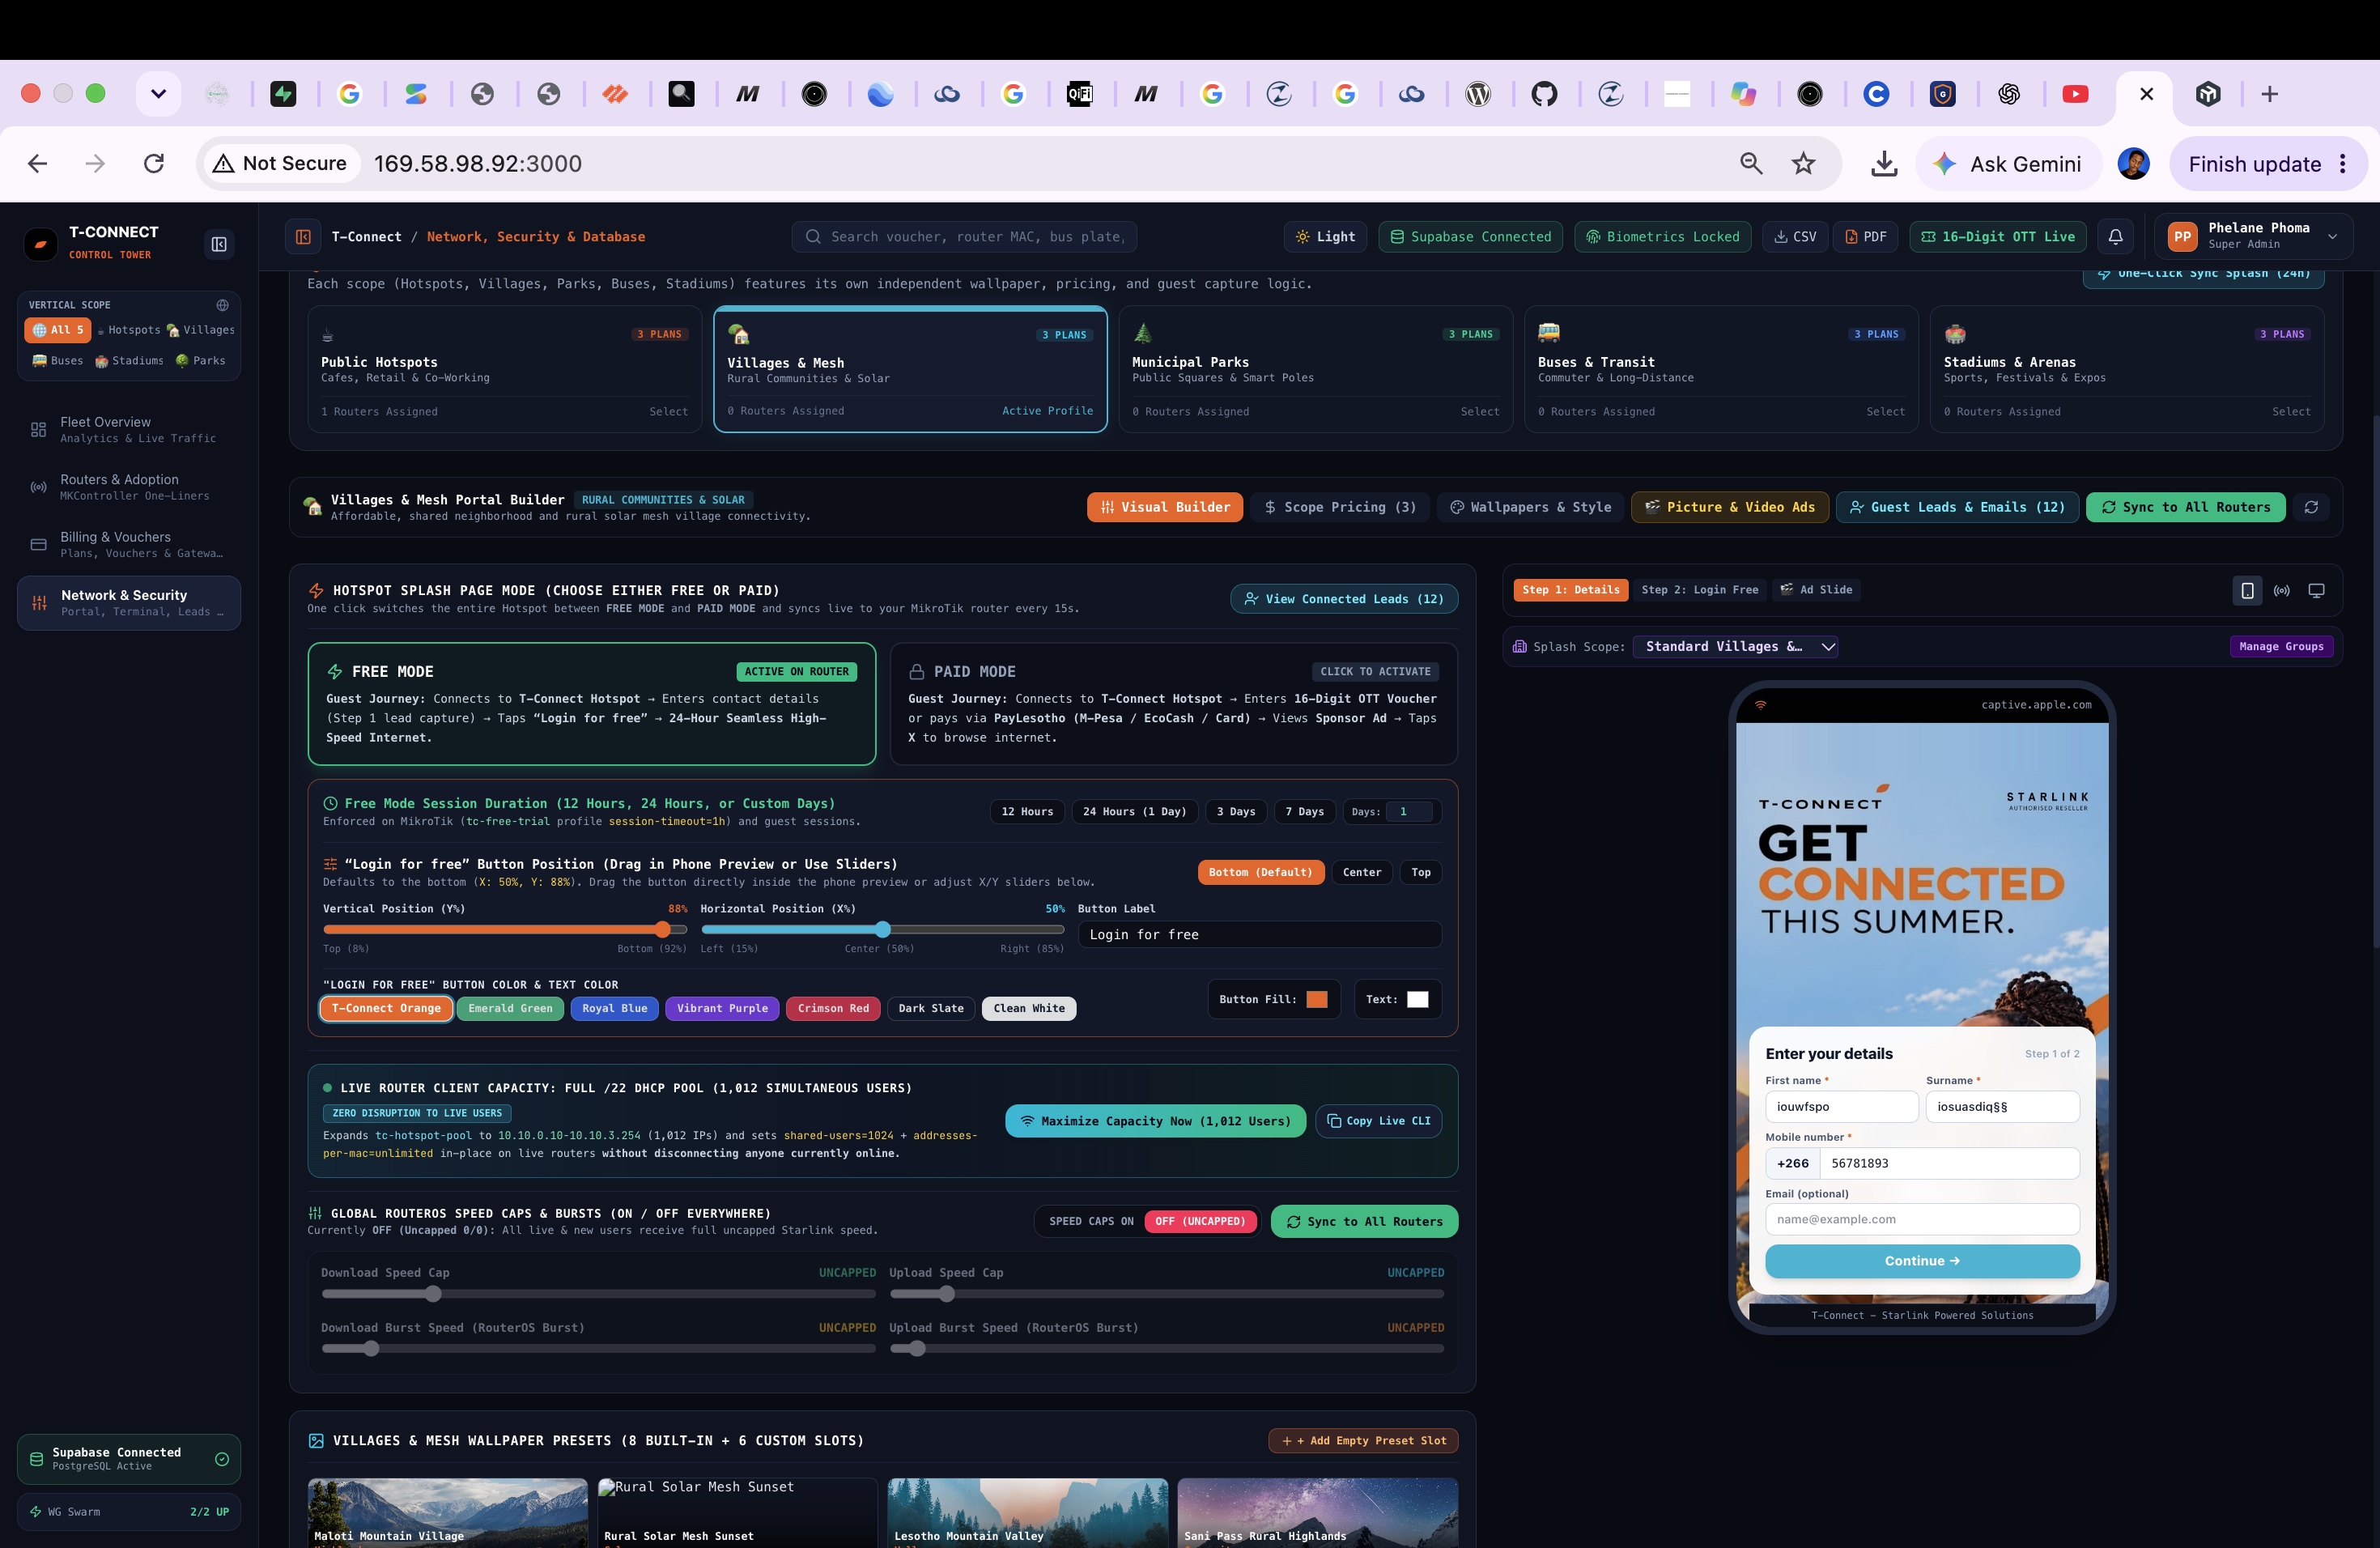 Not Secure
169.58.98.92:3000
Ask Gemini
Finish update
T-CONNECT
CONTROL TOWER
T-Connect / Network, Security & Database
Search voucher, router MAC, bus plate,
Light
Supabase Connected
Biometrics Locked
CSV
PDF
16-Digit OTT Live
PP
Phelane Phoma
Super Admin
VERTICAL SCOPE
All 5
Hotspots
Villages
Buses
Stadiums
Parks
Fleet Overview
Analytics & Live Traffic
Routers & Adoption
MKController One-Liners
Billing & Vouchers
Plans, Vouchers & Gatewa…
Network & Security
Portal, Terminal, Leads …
Supabase Connected
PostgreSQL Active
WG Swarm
2/2 UP
Each scope (Hotspots, Villages, Parks, Buses, Stadiums) features its own independent wallpaper, pricing, and guest capture logic.
One-Click Sync Splash (24h)
3 PLANS
Public Hotspots
Cafes, Retail & Co-Working
1 Routers Assigned
Select
3 PLANS
Villages & Mesh
Rural Communities & Solar
0 Routers Assigned
Active Profile
3 PLANS
Municipal Parks
Public Squares & Smart Poles
0 Routers Assigned
Select
3 PLANS
Buses & Transit
Commuter & Long-Distance
0 Routers Assigned
Select
3 PLANS
Stadiums & Arenas
Sports, Festivals & Expos
0 Routers Assigned
Select
Villages & Mesh Portal Builder
RURAL COMMUNITIES & SOLAR
Affordable, shared neighborhood and rural solar mesh village connectivity.
Visual Builder
Scope Pricing (3)
Wallpapers & Style
Picture & Video Ads
Guest Leads & Emails (12)
Sync to All Routers
HOTSPOT SPLASH PAGE MODE (CHOOSE EITHER FREE OR PAID)
One click switches the entire Hotspot between FREE MODE and PAID MODE and syncs live to your MikroTik router every 15s.
View Connected Leads (12)
FREE MODE
ACTIVE ON ROUTER
Guest Journey: Connects to T-Connect Hotspot → Enters contact details
(Step 1 lead capture) → Taps “Login for free” → 24-Hour Seamless High-
Speed Internet.
PAID MODE
CLICK TO ACTIVATE
Guest Journey: Connects to T-Connect Hotspot → Enters 16-Digit OTT Voucher
or pays via PayLesotho (M-Pesa / EcoCash / Card) → Views Sponsor Ad → Taps
X to browse internet.
Free Mode Session Duration (12 Hours, 24 Hours, or Custom Days)
Enforced on MikroTik (tc-free-trial profile session-timeout=1h) and guest sessions.
12 Hours
24 Hours (1 Day)
3 Days
7 Days
Days: 1
“Login for free” Button Position (Drag in Phone Preview or Use Sliders)
Defaults to the bottom (X: 50%, Y: 88%). Drag the button directly inside the phone preview or adjust X/Y sliders below.
Bottom (Default)
Center
Top
Vertical Position (Y%)
88%
Horizontal Position (X%)
50%
Button Label
Login for free
Top (8%)
Bottom (92%)
Left (15%)
Center (50%)
Right (85%)
"LOGIN FOR FREE" BUTTON COLOR & TEXT COLOR
T-Connect Orange
Emerald Green
Royal Blue
Vibrant Purple
Crimson Red
Dark Slate
Clean White
Button Fill:
Text:
LIVE ROUTER CLIENT CAPACITY: FULL /22 DHCP POOL (1,012 SIMULTANEOUS USERS)
ZERO DISRUPTION TO LIVE USERS
Expands tc-hotspot-pool to 10.10.0.10-10.10.3.254 (1,012 IPs) and sets shared-users=1024 + addresses-
per-mac=unlimited in-place on live routers without disconnecting anyone currently online.
Maximize Capacity Now (1,012 Users)
Copy Live CLI
GLOBAL ROUTEROS SPEED CAPS & BURSTS (ON / OFF EVERYWHERE)
Currently OFF (Uncapped 0/0): All live & new users receive full uncapped Starlink speed.
SPEED CAPS ON
OFF (UNCAPPED)
Sync to All Routers
Download Speed Cap
UNCAPPED
Upload Speed Cap
UNCAPPED
Download Burst Speed (RouterOS Burst)
UNCAPPED
Upload Burst Speed (RouterOS Burst)
UNCAPPED
VILLAGES & MESH WALLPAPER PRESETS (8 BUILT-IN + 6 CUSTOM SLOTS)
+ + Add Empty Preset Slot
Maloti Mountain Village
Rural Solar Mesh Sunset
Rural Solar Mesh Sunset
Lesotho Mountain Valley
Sani Pass Rural Highlands
Step 1: Details
Step 2: Login Free
Ad Slide
Splash Scope:
Standard Villages &…
Manage Groups
captive.apple.com
T-CONNECT
STARLINK
AUTHORISED RESELLER
GET
CONNECTED
THIS SUMMER.
Enter your details
Step 1 of 2
First name *
Surname *
iouwfspo
iosuasdiq§§
Mobile number *
+266
56781893
Email (optional)
name@example.com
Continue →
T-Connect - Starlink Powered Solutions